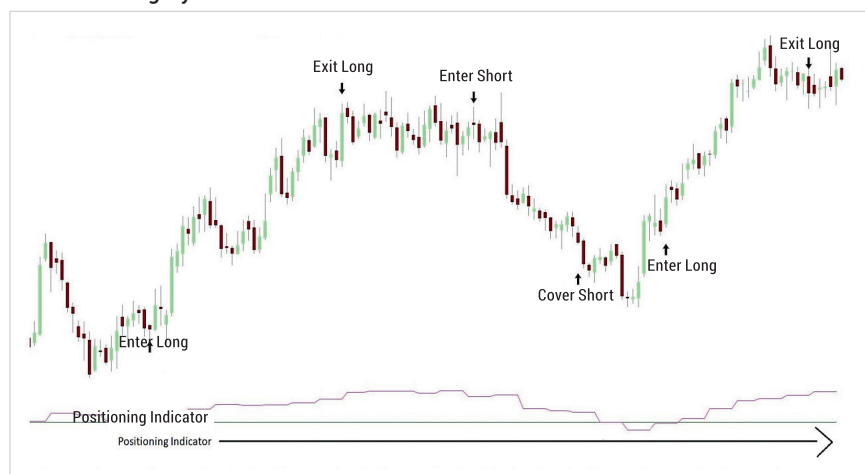 Exit Long
Exit Long
Enter Short
Enter Long
Cover Short
Enter Long
Positioning Indicator
Positioning Indicator